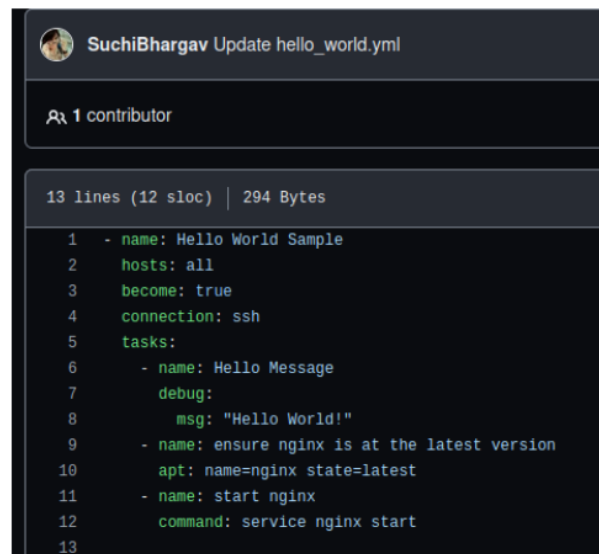 SuchiBhargav Update hello_world.yml
1 contributor
13 lines (12 sloc) | 294 Bytes
1 - name: Hello World Sample
2 hosts: all
3 become: true
4 connection: ssh
5 tasks:
6 - name: Hello Message
7 debug:
8 msg: "Hello World!"
9 - name: ensure nginx is at the latest version
10 apt: name=nginx state=latest
11 - name: start nginx
12 command: service nginx start
13